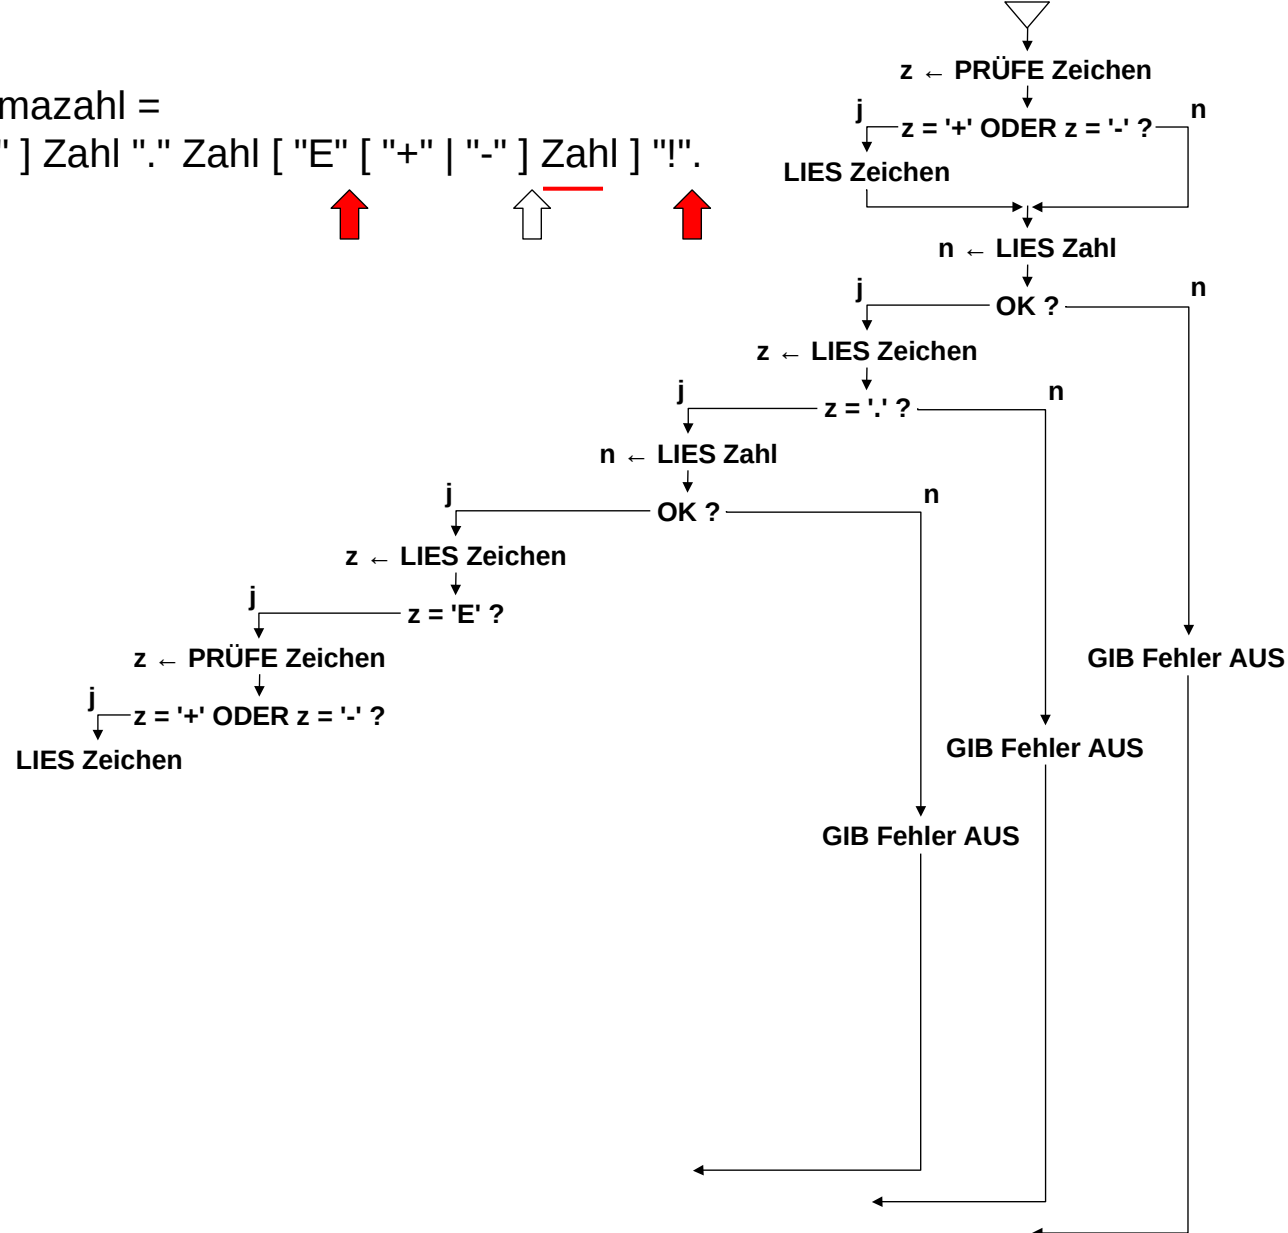 mazahl =
" ] Zahl "." Zahl [ "E" [ "+" | "-" ] Zahl ] "!".
z ← PRÜFE Zeichen
j
n
z = '+' ODER z = '-' ?
LIES Zeichen
n ← LIES Zahl
j
n
OK ?
z ← LIES Zeichen
j
n
z = '.' ?
n ← LIES Zahl
j
n
OK ?
z ← LIES Zeichen
j
z = 'E' ?
z ← PRÜFE Zeichen
GIB Fehler AUS
j
z = '+' ODER z = '-' ?
GIB Fehler AUS
LIES Zeichen
GIB Fehler AUS